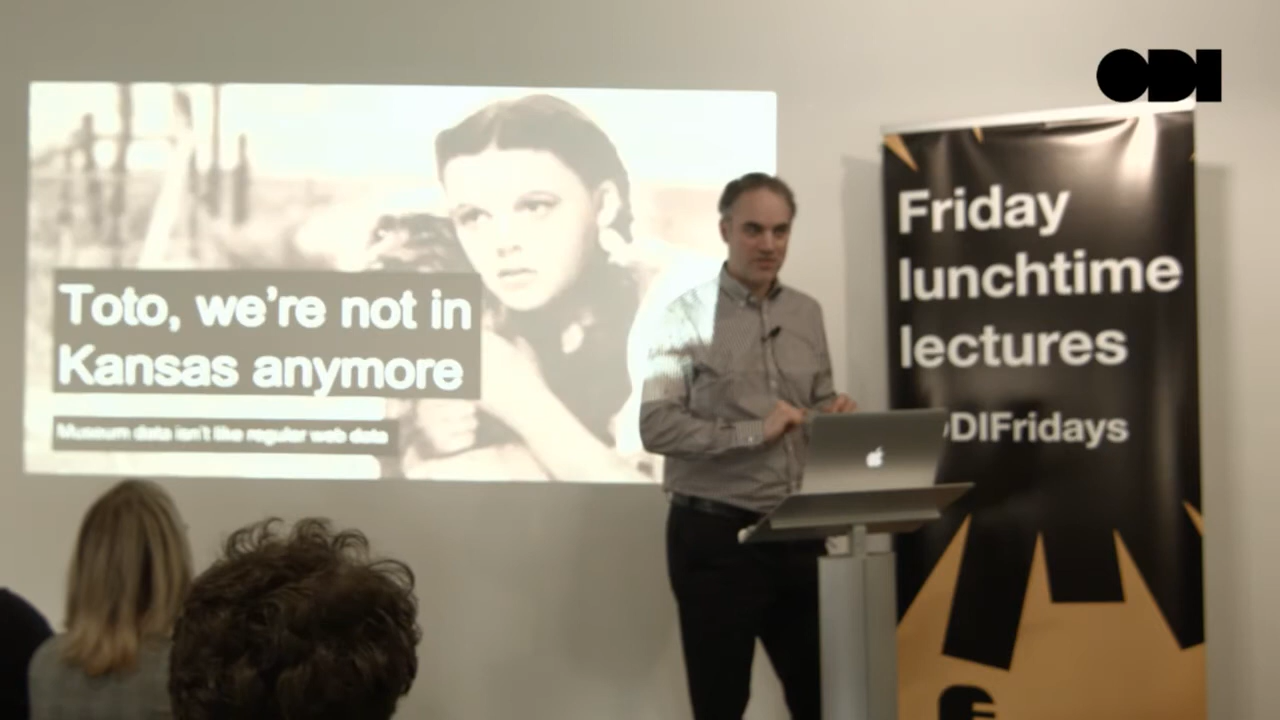 ODI
Toto, we're not in
Kansas anymore
Museum data isn't like regular web data
Friday
lunchtime
lectures
DIFridays